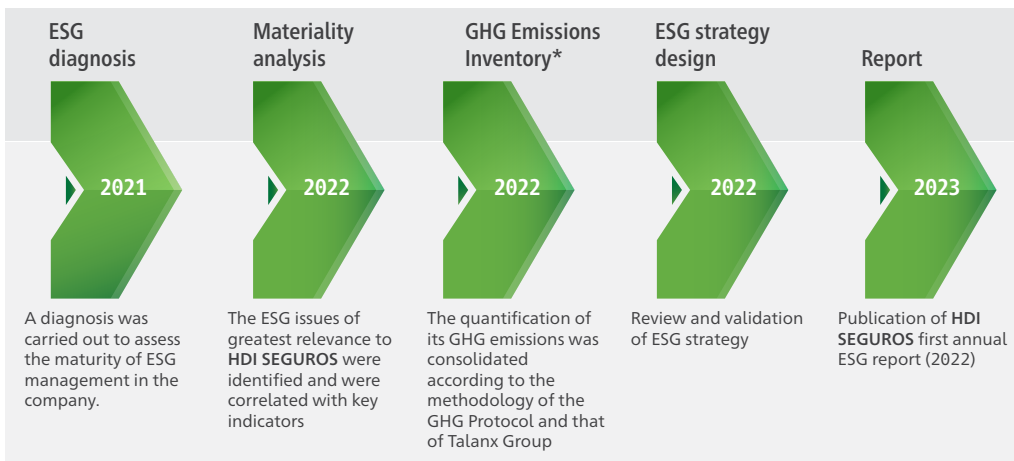 ESG
diagnosis
Materiality
analysis
GHG Emissions
Inventory*
ESG strategy
design
Report
2021
2022
2022
2022
2023
A diagnosis was
carried out to assess
the maturity of ESG
management in the
company.
The ESG issues of
greatest relevance to
HDI SEGUROS were
identified and were
correlated with key
indicators
The quantification of
its GHG emissions was
consolidated
according to the
methodology of the
GHG Protocol and that
of Talanx Group
Review and validation
of ESG strategy
Publication of HDI
SEGUROS first annual
ESG report (2022)